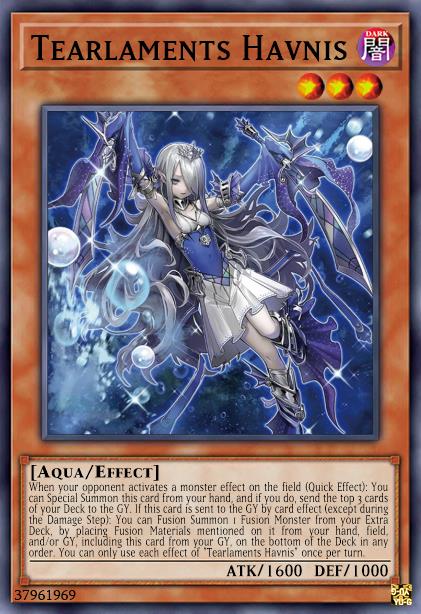 TEARLAMENTS HAVNIS
DARK
闇
[AQUA/EFFECT]
When your opponent activates a monster effect on the field (Quick Effect): You
can Special Summon this card from your hand, and if you do, send the top 3 cards
of your Deck to the GY. If this card is sent to the GY by card effect (except during
the Damage Step): You can Fusion Summon 1 Fusion Monster from your Extra
Deck, by placing Fusion Materials mentioned on it from your hand, field,
and/or GY, including this card from your GY, on the bottom of the Deck in any
order. You can only use each effect of "Tearlaments Havnis" once per turn.
ATK/1600 DEF/1000
37961969